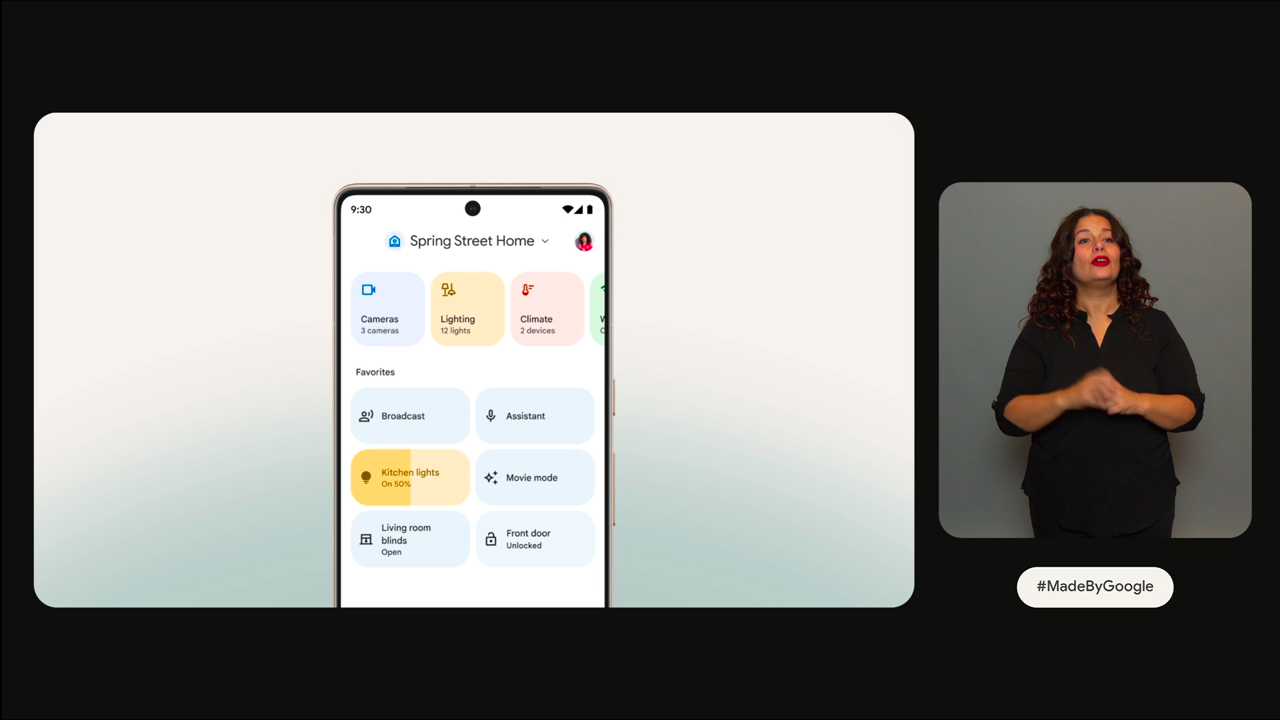 9:30
Spring Street Home
Cameras
3 cameras
Lighting
12 lights
Climate
2 devices
Favorites
Broadcast
Assistant
Kitchen lights
On 50%
Movie mode
Living room
blinds
Open
Front door
Unlocked
#MadeByGoogle